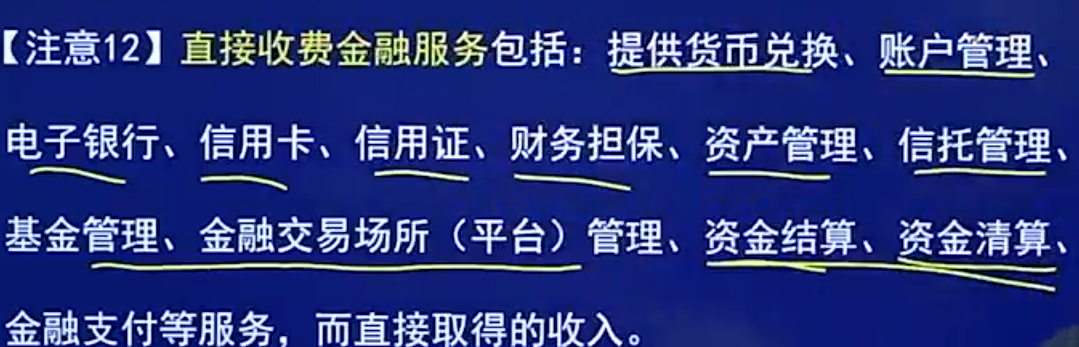 【注意12】直接收费金融服务包括：提供货币兑换、账户管理、
电子银行、信用卡、信用证、财务担保、资产管理、信托管理、
基金管理、金融交易场所（平台）管理、资金结算、资金清算、
金融支付等服务，而直接取得的收入。